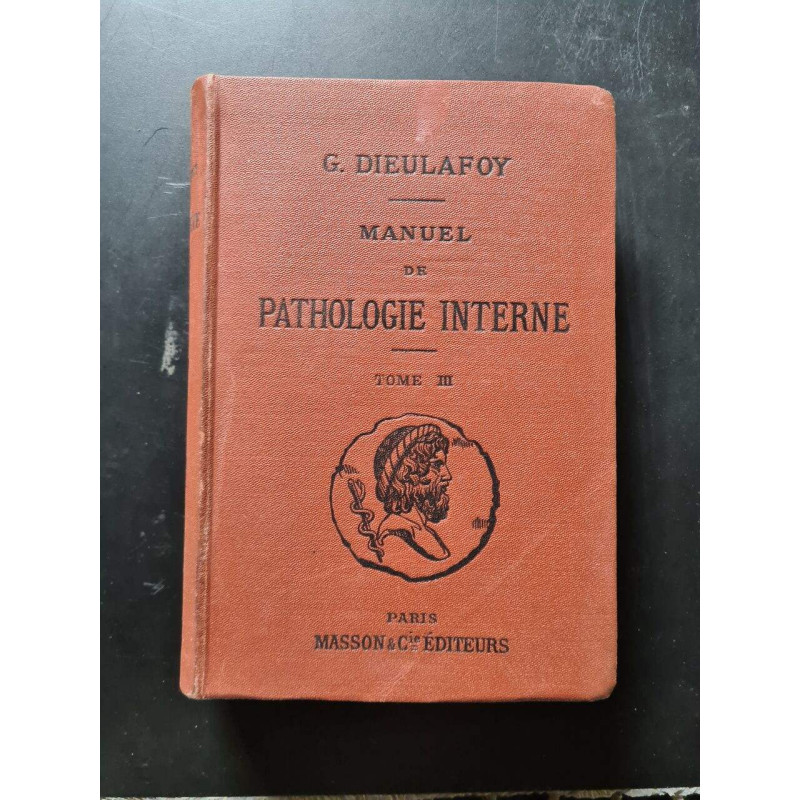 G. DIEULAFOY
MANUEL
DE
PATHOLOGIE INTERNE
TOME III
PARIS
MASSON & Cie ÉDITEURS